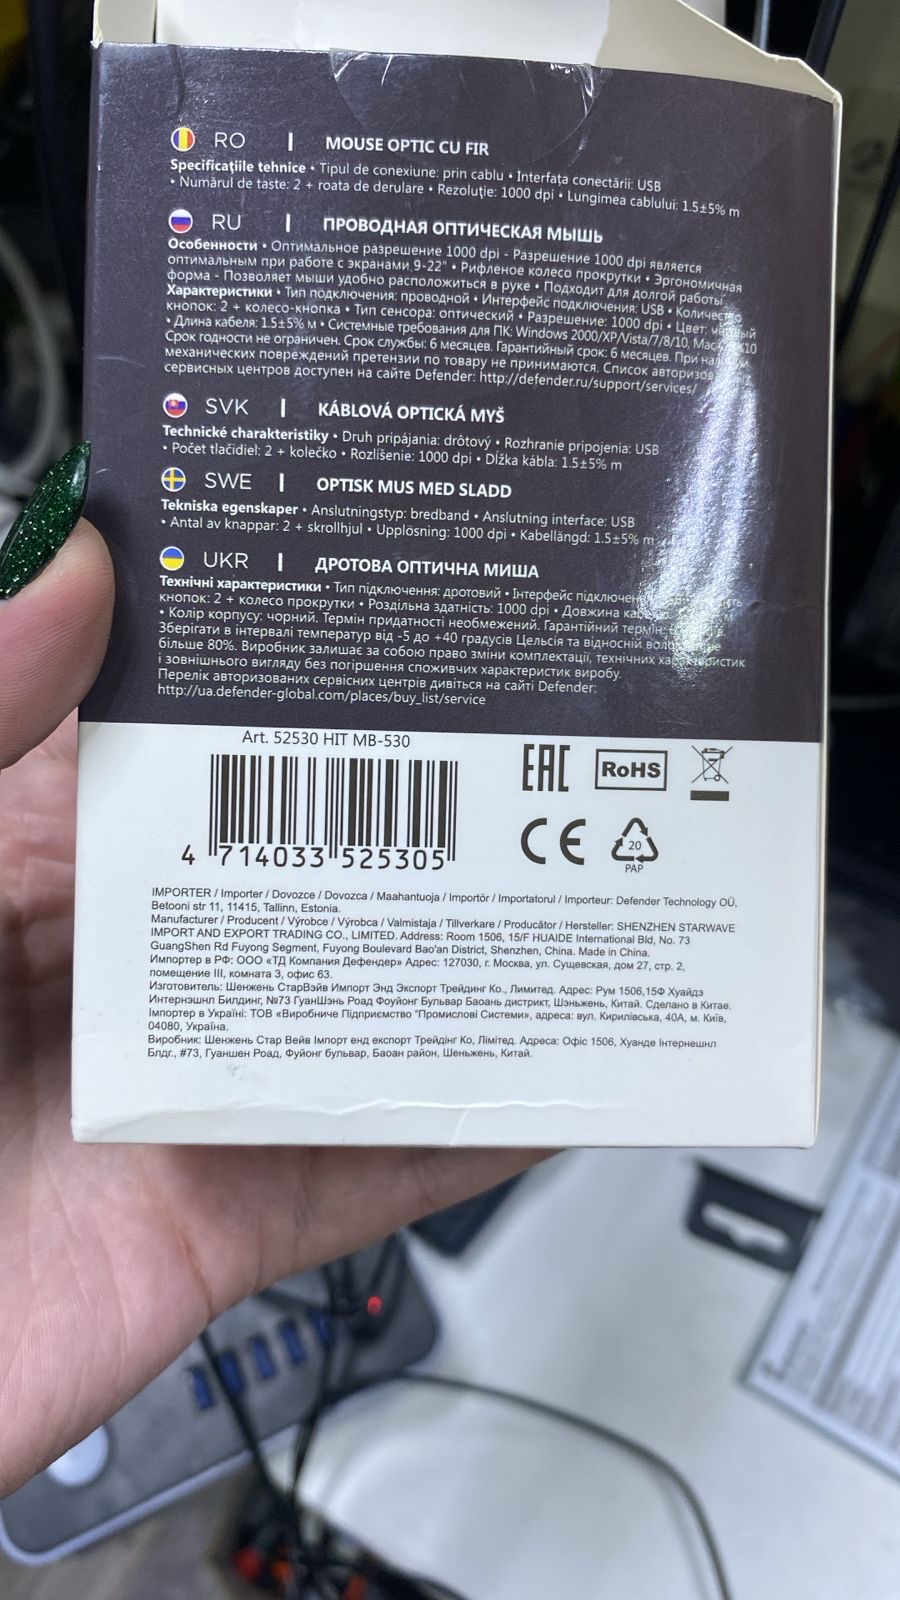 RO | MOUSE OPTIC CU FIR
Specificaţiile tehnice • Tipul de conexiune: prin cablu • Interfaţa conectării: USB
• Numărul de taste: 2 + roata de derulare • Rezoluţie: 1000 dpi • Lungimea cablului: 1.5±5% m
RU | ПРОВОДНАЯ ОПТИЧЕСКАЯ МЫШЬ
Особенности • Оптимальное разрешение 1000 dpi - Разрешение 1000 dpi является
оптимальным при работе с экранами 9-22" • Рифленое колесо прокрутки • Эргономичная
форма - Позволяет мыши удобно расположиться в руке • Подходит для долгой работы
Характеристики • Тип подключения: проводной • Интерфейс подключения: USB • Количество
кнопок: 2 + колесо-кнопка • Тип сенсора: оптический • Разрешение: 1000 dpi • Цвет: чёрный
• Длина кабеля: 1.5±5% м • Системные требования для ПК: Windows 2000/XP/Vista/7/8/10,
Срок годности не ограничен. Срок службы: 6 месяцев. Гарантийный срок: 6 месяцев. При
механических повреждений претензии по товару не принимаются. Список
сервисных центров доступен на сайте Defender: http://defender.ru/support/services/
SVK | KÁBLOVÁ OPTICKÁ MYŠ
Technické charakteristiky • Druh pripájania: drôtový • Rozhranie pripojenia: USB
• Počet tlačidiel: 2 + kolečko • Rozlíšenie: 1000 dpi • Dĺžka kábla: 1.5±5% m
SWE | OPTISK MUS MED SLADD
Tekniska egenskaper • Anslutningstyp: bredband • Anslutning interface: USB
• Antal av knappar: 2 + skrollhjul • Upplösning: 1000 dpi • Kabellängd: 1.5±5% m
UKR | ДРОТОВА ОПТИЧНА МИША
Технічні характеристики • Тип підключення: дротовий • Інтерфейс
кнопок: 2 + колесо прокрутки • Роздільна здатність: 1000 dpi • Довжина
• Колір корпусу: чорний. Термін придатності необмежений. Гарантійний термін:
Зберігати в інтервалі температур від -5 до +40 градусів Цельсія та відносній
більше 80%. Виробник залишає за собою право зміни комплектації, технічних характеристик
і зовнішнього вигляду без погіршення споживчих характеристик виробу.
Перелік авторизованих сервісних центрів дивіться на сайті Defender:
http://ua.defender-global.com/places/buy_list/service
Art. 52530 HIT MB-530
EAC RoHS
4 714033 525305
CE 20
PAP
IMPORTER / Importer / Dovozce / Dovozca / Maahantuoja / Importör / Importatorul / Importeur: Defender Technology OÜ,
Betooni str 11, 11415, Tallinn, Estonia.
Manufacturer / Producent / Výrobce / Výrobca / Valmistaja / Tillverkare / Producător / Hersteller: SHENZHEN STARWAVE
IMPORT AND EXPORT TRADING CO., LIMITED. Address: Room 1506, 15/F HUAIDE International Bld, No. 73
GuangShen Rd Fuyong Segment, Fuyong Boulevard Bao'an District, Shenzhen, China. Made in China.
Импортер в РФ: ООО «ТД Компания Дефендер» Адрес: 127030, г. Москва, ул. Сущевская, дом 27, стр. 2,
помещение III, комната 3, офис 63.
Изготовитель: Шенжень СтарВэйв Импорт Энд Экспорт Трейдинг Ко., Лимитед. Адрес: Рум 1506,15Ф Хуайдэ
Интернэшнл Билдинг, №73 ГуанШэнь Роад Фоуйонг Бульвар Баоань дистрикт, Шэньжень, Китай. Сделано в Китае.
Імпортер в Україні: ТОВ «Виробниче Підприємство "Промислові Системи», адреса: вул. Кирилівська, 40А, м. Київ,
04080, Україна.
Виробник: Шенжень Стар Вейв Імпорт енд експорт Трейдінг Ко, Лімітед. Адреса: Офіс 1506, Хуанде Інтернешнл
Блдг., #73, Гуаншен Роад, Фуйонг бульвар, Баоан район, Шеньжень, Китай.